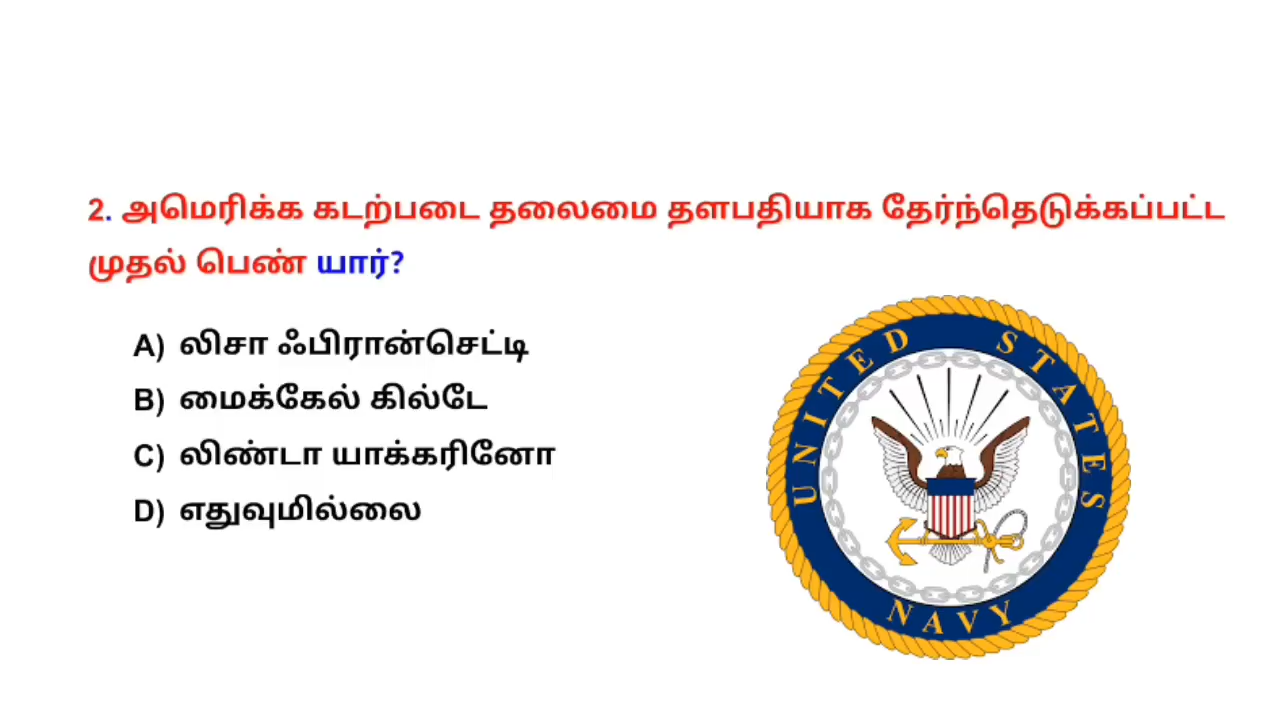 2. அமெரிக்க கடற்படை தலைமை தளபதியாக தேர்ந்தெடுக்கப்பட்ட
முதல் பெண் யார்?
A) லிசா ஃபிரான்செட்டி
B) மைக்கேல் கில்டே
C) லிண்டா யாக்கரினோ
D) எதுவுமில்லை
UNITED STATES
NAVY